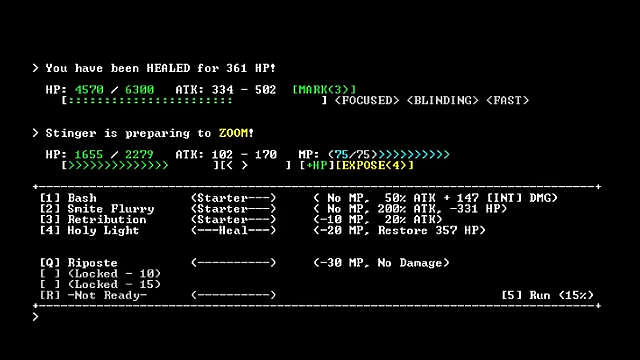 > You have been HEALED for 361 HP!
HP: 4570 / 6300 ATK: 334 - 502 [MARK(3)]
[::::::::::::::::::::::::: ] <FOCUSED> <BLINDING> <FAST>
> Stinger is preparing to ZOOM!
HP: 1655 / 2279 ATK: 102 - 170 MP: (75/75)>>>>>>>>>>>
[>>>>>>>>>>>>>>> ][< > ] [+HP][EXPOSE(4)]
[1] Bash (Starter---) ( No MP, 50% ATK + 147 [INT] DMG)
[2] Smite Flurry (Starter---) ( No MP, 200% ATK, -331 HP)
[3] Retribution (Starter---) (-10 MP, 20% ATK)
[4] Holy Light (---Heal---) (-20 MP, Restore 357 HP)
[Q] Riposte (----------) (-30 MP, No Damage)
[ ] (Locked - 10)
[ ] (Locked - 15)
[R] -Not Ready- (----------) [5] Run (15%)
>